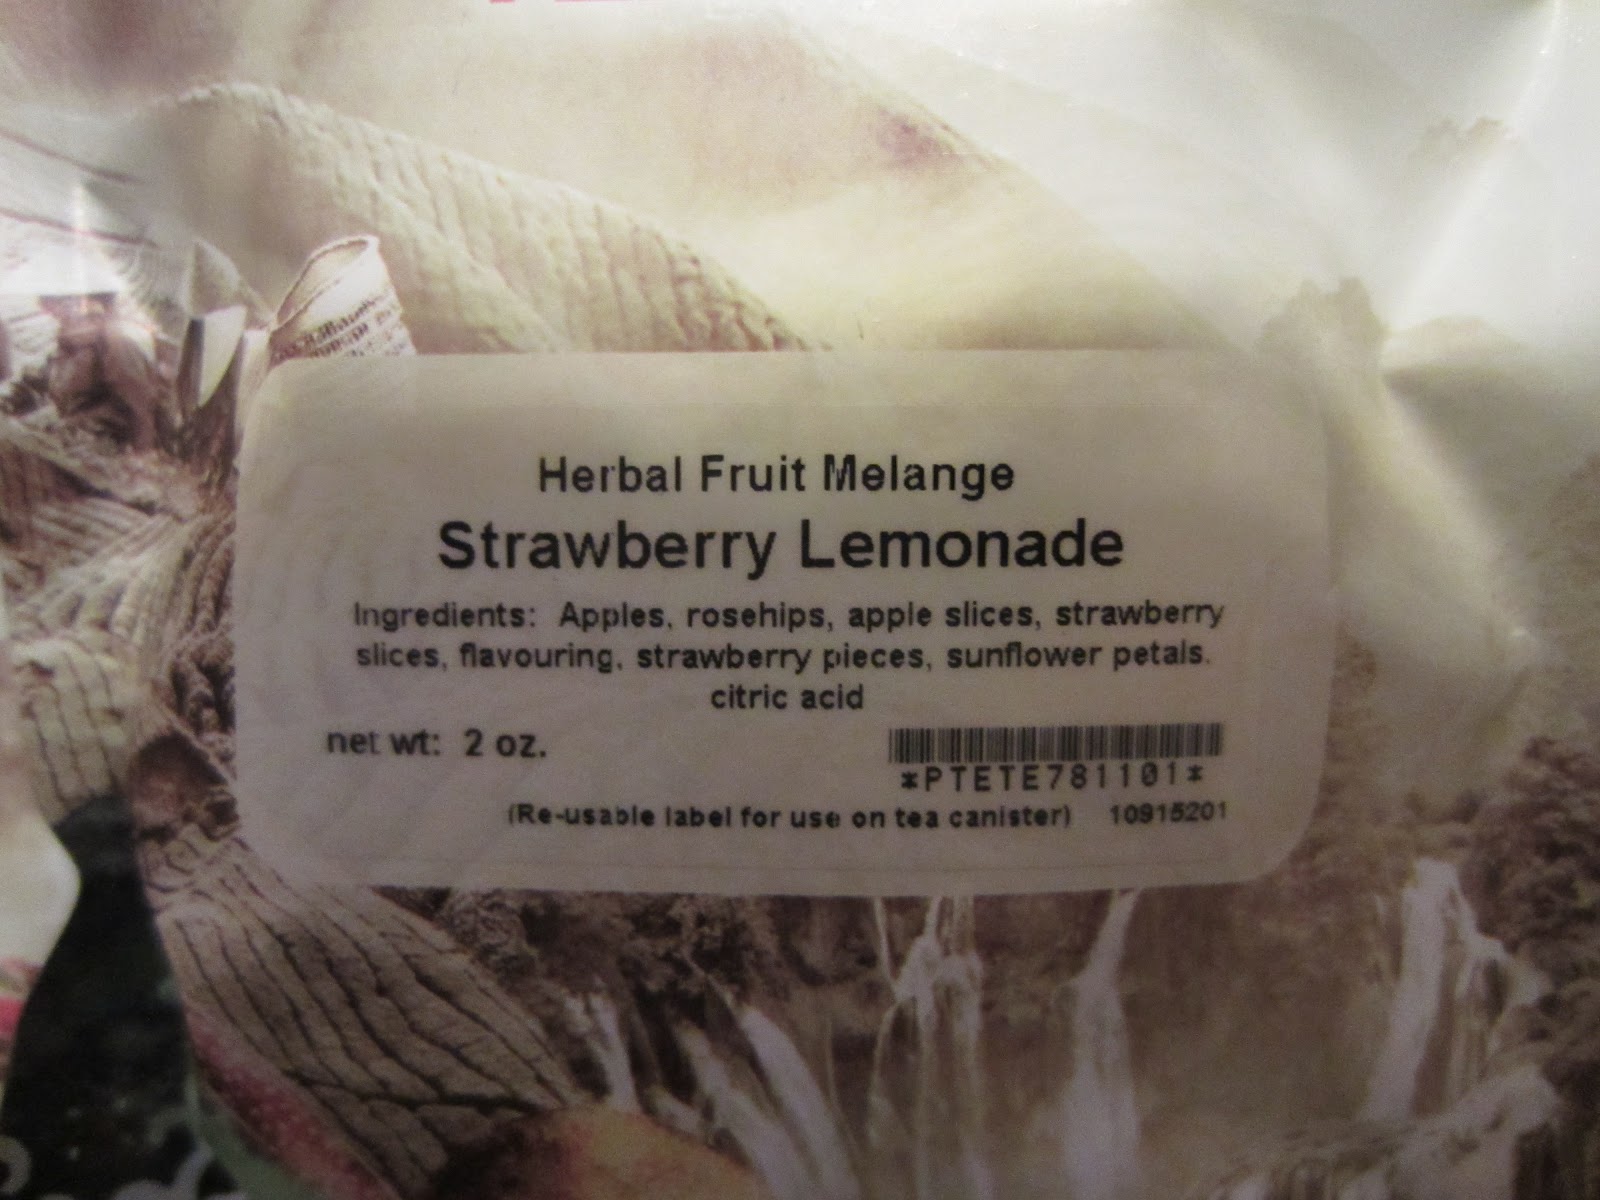 Herbal Fruit Melange
Strawberry Lemonade
Ingredients: Apples, rosehips, apple slices, strawberry
slices, flavouring, strawberry pieces, sunflower petals,
citric acid
net wt: 2 oz.
*PTETE781101*
(Re-usable label for use on tea canister) 10915201